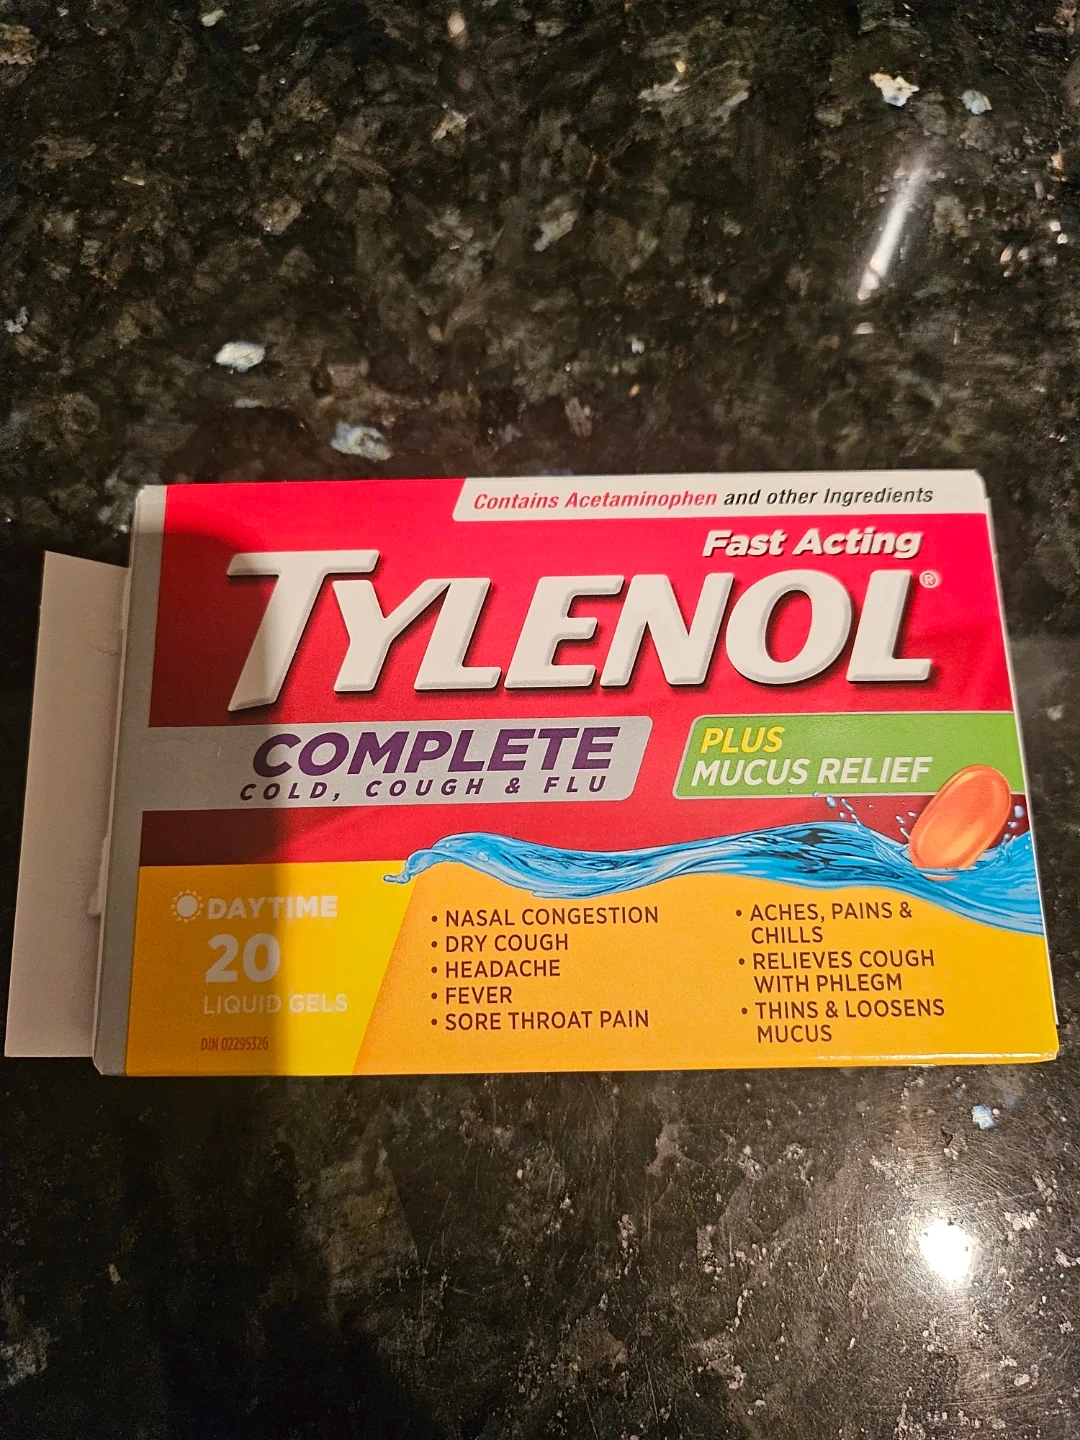 Contains Acetaminophen and other Ingredients
Fast Acting
TYLENOL®
COMPLETE
COLD, COUGH & FLU
PLUS
MUCUS RELIEF
DAYTIME
20
LIQUID GELS
DIN 02295326
• NASAL CONGESTION
• DRY COUGH
• HEADACHE
• FEVER
• SORE THROAT PAIN
• ACHES, PAINS &
CHILLS
• RELIEVES COUGH
WITH PHLEGM
• THINS & LOOSENS
MUCUS